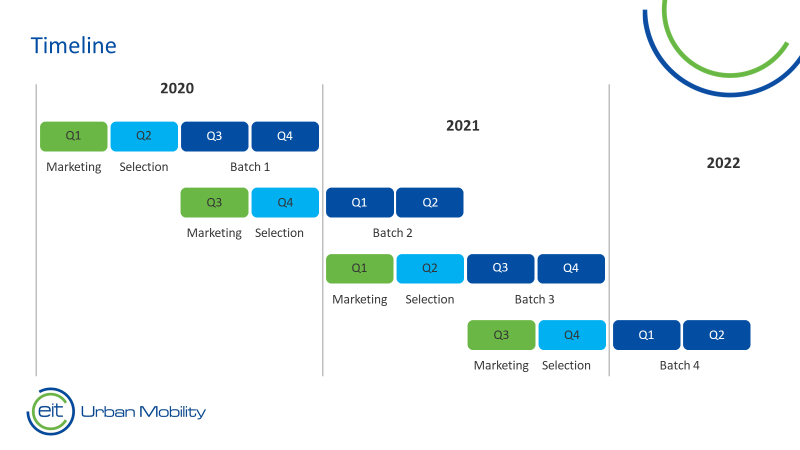 Timeline
2020
2021
2022
Q1 Q2 Q3 Q4
Marketing Selection Batch 1
Q3 Q4 Q1 Q2
Marketing Selection Batch 2
Q1 Q2 Q3 Q4
Marketing Selection Batch 3
Q3 Q4 Q1 Q2
Marketing Selection Batch 4
eit Urban Mobility